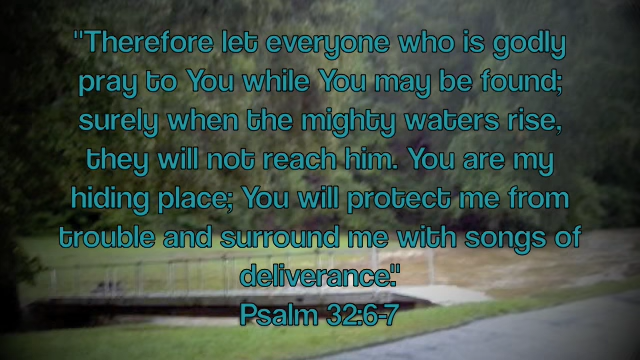 "Therefore let everyone who is godly
pray to You while You may be found;
surely when the mighty waters rise,
they will not reach him. You are my
hiding place; You will protect me from
trouble and surround me with songs of
deliverance."
Psalm 32:6-7